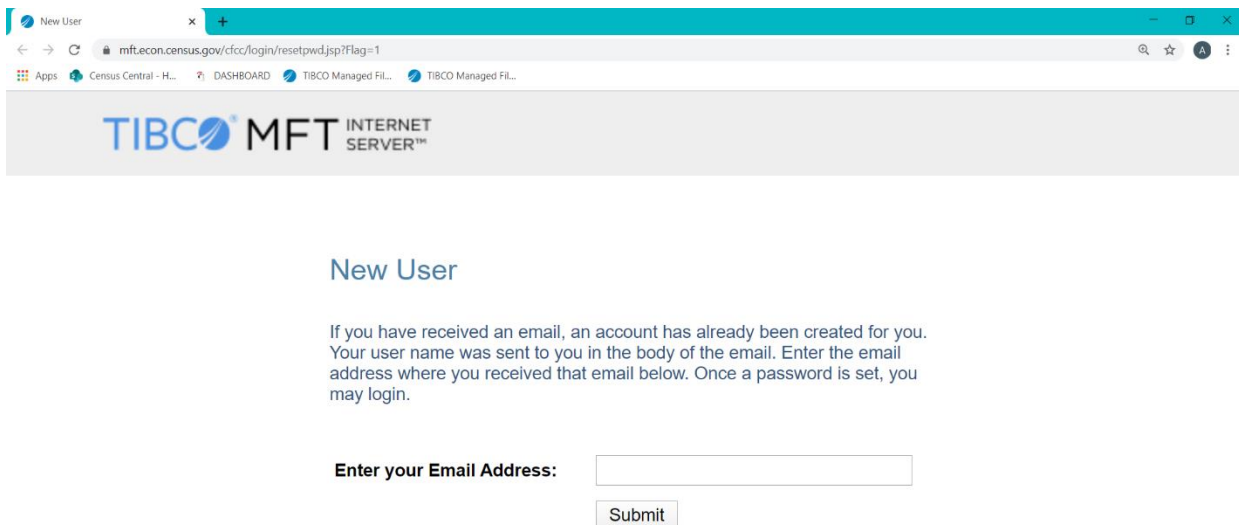 New User
mft.econ.census.gov/cfcc/login/resetpwd.jsp?Flag=1
A
Apps Census Central - H... DASHBOARD TIBCO Managed Fil... TIBCO Managed Fil...
TIBCO® MFT INTERNET SERVER™
New User
If you have received an email, an account has already been created for you.
Your user name was sent to you in the body of the email. Enter the email
address where you received that email below. Once a password is set, you
may login.
Enter your Email Address:
Submit